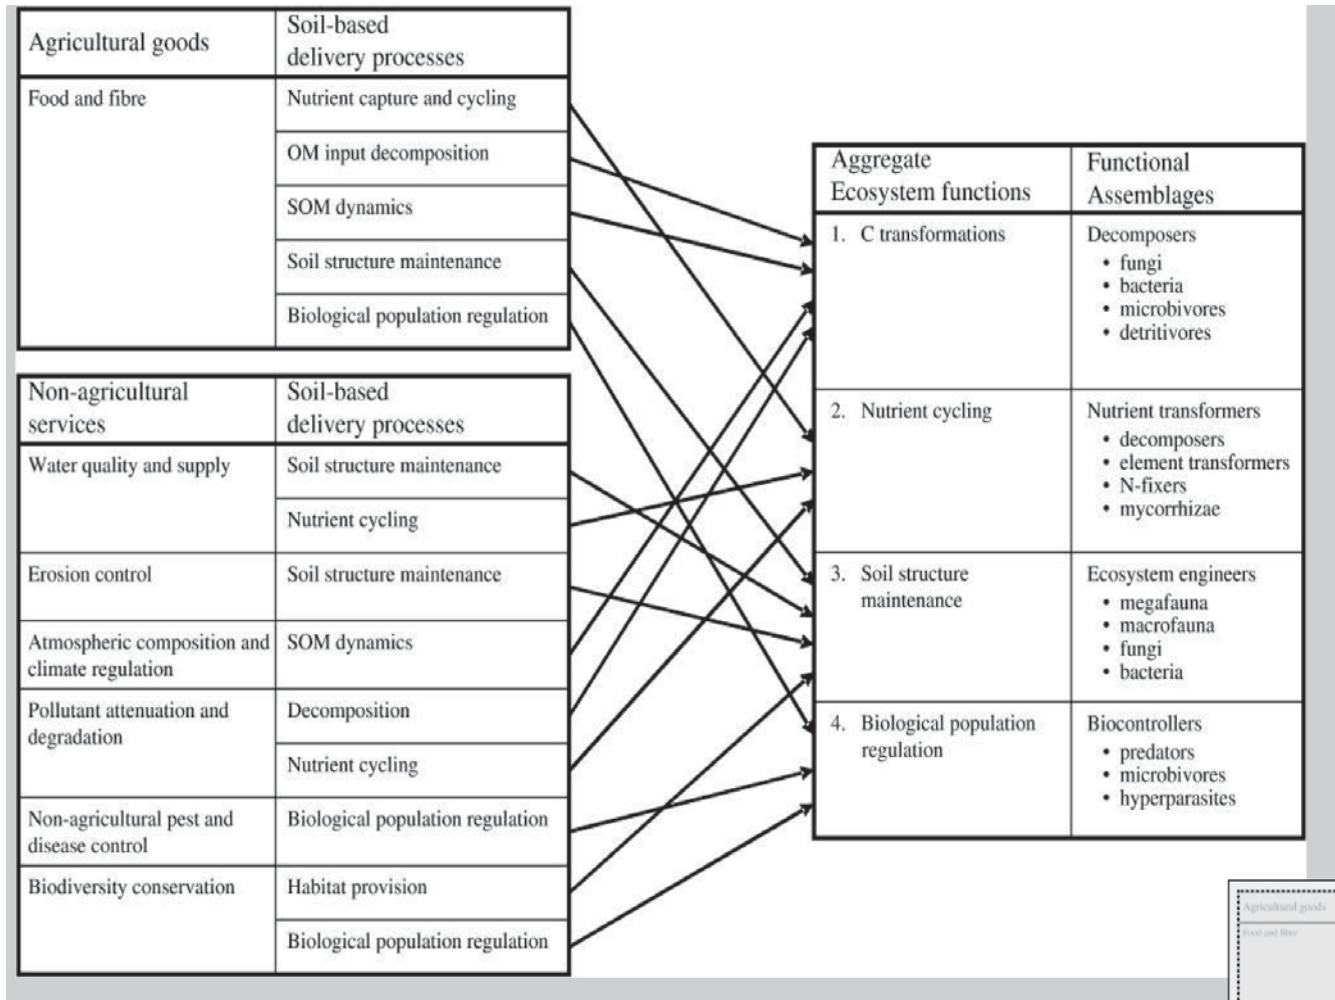 Agricultural goods
Soil-based
delivery processes
Food and fibre
Nutrient capture and cycling
OM input decomposition
SOM dynamics
Soil structure maintenance
Biological population regulation
Non-agricultural
services
Soil-based
delivery processes
Water quality and supply
Soil structure maintenance
Nutrient cycling
Erosion control
Soil structure maintenance
Atmospheric composition and
climate regulation
SOM dynamics
Pollutant attenuation and
degradation
Decomposition
Nutrient cycling
Non-agricultural pest and
disease control
Biological population regulation
Biodiversity conservation
Habitat provision
Biological population regulation
Aggregate
Ecosystem functions
Functional
Assemblages
1. C transformations
Decomposers
• fungi
• bacteria
• microbivores
• detritivores
2. Nutrient cycling
Nutrient transformers
• decomposers
• element transformers
• N-fixers
• mycorrhizae
3. Soil structure
maintenance
Ecosystem engineers
• megafauna
• macrofauna
• fungi
• bacteria
4. Biological population
regulation
Biocontrollers
• predators
• microbivores
• hyperparasites
Agricultural goods
Food and fibre